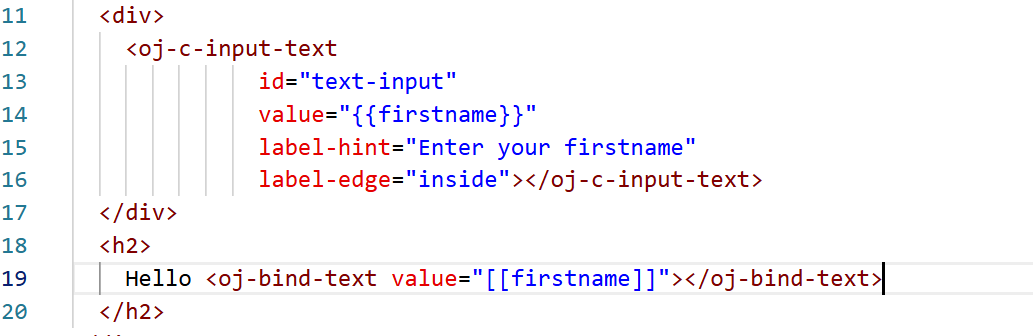 11 <div>
12 <oj-c-input-text
13 id="text-input"
14 value="{{firstname}}"
15 label-hint="Enter your firstname"
16 label-edge="inside"></oj-c-input-text>
17 </div>
18 <h2>
19 Hello <oj-bind-text value="[[firstname]]"></oj-bind-text>
20 </h2>